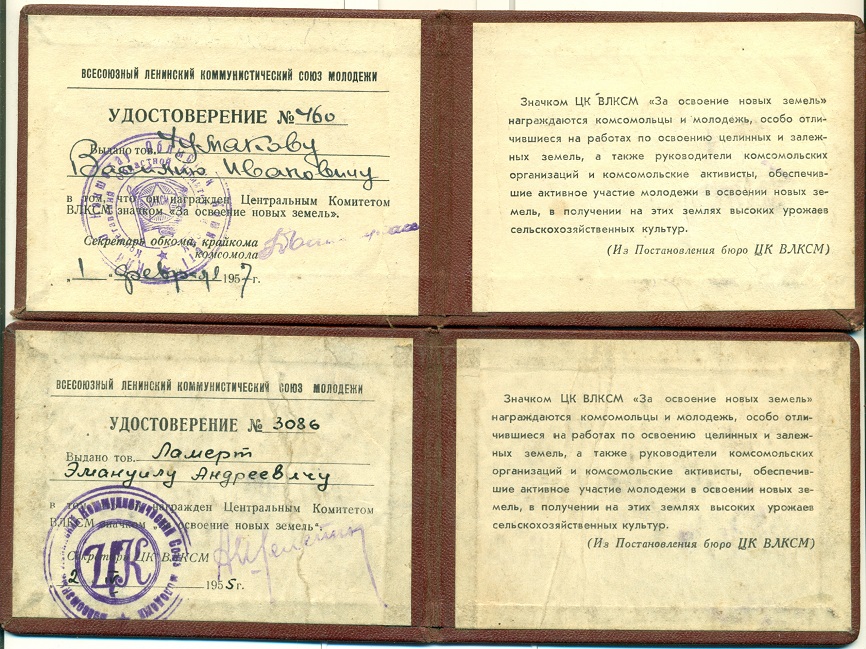 ВСЕСОЮЗНЫЙ ЛЕНИНСКИЙ КОММУНИСТИЧЕСКИЙ СОЮЗ МОЛОДЕЖИ
УДОСТОВЕРЕНИЕ № 460
Выдано тов.
Василию Ивановичу
в том, что он награжден Центральным Комитетом
ВЛКСМ значком «За освоение новых земель».
Секретарь обкома, крайкома
комсомола
„ 1 “ февраля 1957 г.
Значком ЦК ВЛКСМ «За освоение новых земель»
награждаются комсомольцы и молодежь, особо отли-
чившиеся на работах по освоению целинных и залеж-
ных земель, а также руководители комсомольских
организаций и комсомольские активисты, обеспечив-
шие активное участие молодежи в освоении новых зе-
мель, в получении на этих землях высоких урожаев
сельскохозяйственных культур.
(Из Постановления бюро ЦК ВЛКСМ)
ВСЕСОЮЗНЫЙ ЛЕНИНСКИЙ КОММУНИСТИЧЕСКИЙ СОЮЗ МОЛОДЕЖИ
УДОСТОВЕРЕНИЕ № 3086
Выдано тов. Ламерт
Эмануилу Андреевичу
в том награжден Центральным Комитетом
ВЛКСМ значком освоение новых земель“.
Секретарь ЦК ВЛКСМ
2 1955 г.
Коммунистический Союз
ЦК
Значком ЦК ВЛКСМ «За освоение новых земель»
награждаются комсомольцы и молодежь, особо отли-
чившиеся на работах по освоению целинных и залеж-
ных земель, а также руководители комсомольских
организаций и комсомольские активисты, обеспечив-
шие активное участие молодежи в освоении новых зе-
мель, в получении на этих землях высоких урожаев
сельскохозяйственных культур.
(Из Постановления бюро ЦК ВЛКСМ)